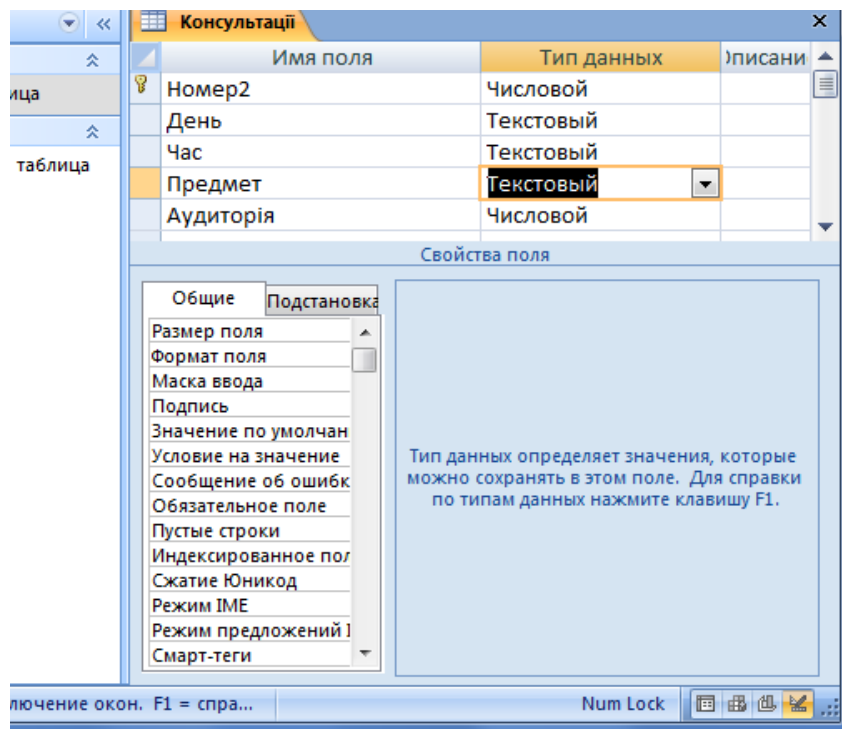 Консультації
Имя поля Тип данных Описани
ица
Номер2 Числовой
День Текстовый
Час Текстовый
таблица
Предмет Текстовый
Аудиторія Числовой
Свойства поля
Общие Подстановка
Размер поля
Формат поля
Маска ввода
Подпись
Значение по умолчан
Условие на значение
Сообщение об ошибк
Обязательное поле
Пустые строки
Индексированное пол
Сжатие Юникод
Режим IME
Режим предложений I
Смарт-теги
Тип данных определяет значения, которые
можно сохранять в этом поле. Для справки
по типам данных нажмите клавишу F1.
лючение окон. F1 = спра... Num Lock